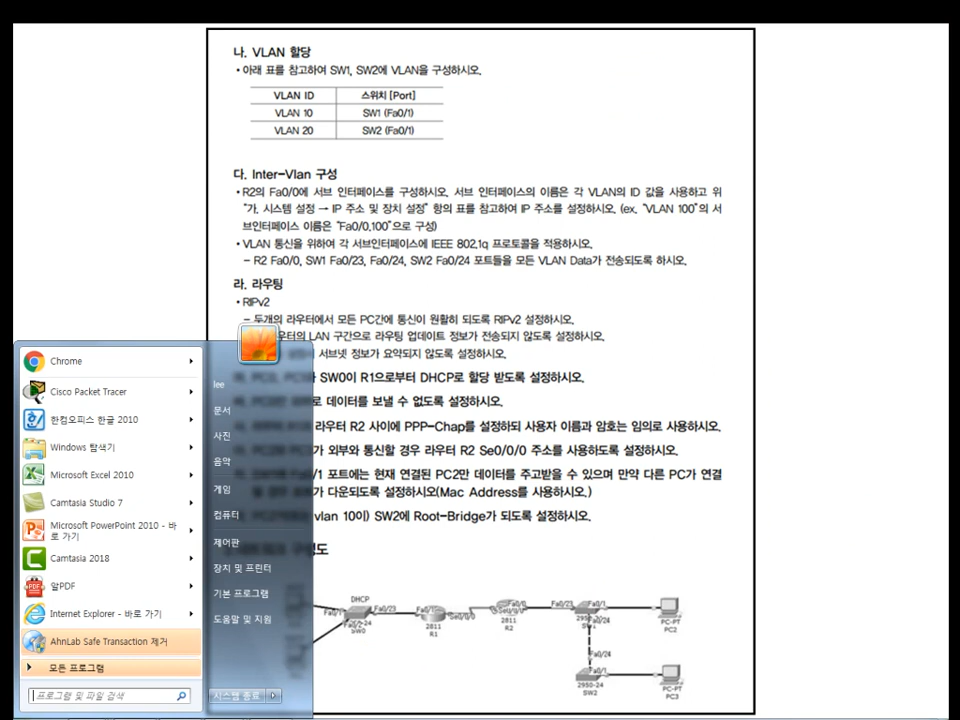 나. VLAN 할당
•아래 표를 참고하여 SW1, SW2에 VLAN을 구성하시오.
VLAN ID 스위치 [Port]
VLAN 10 SW1 (Fa0/1)
VLAN 20 SW2 (Fa0/1)
다. Inter-Vlan 구성
•R2의 Fa0/0에 서브 인터페이스를 구성하시오. 서브 인터페이스의 이름은 각 VLAN의 ID 값을 사용하고 위
"가. 시스템 설정 → IP 주소 및 장치 설정" 항의 표를 참고하여 IP 주소를 설정하시오. (ex. "VLAN 100"의 서
브인터페이스 이름은 "Fa0/0.100"으로 구성)
•VLAN 통신을 위하여 각 서브인터페이스에 IEEE 802.1q 프로토콜을 적용하시오.
– R2 Fa0/0, SW1 Fa0/23, Fa0/24, SW2 Fa0/24 포트들을 모든 VLAN Data가 전송되도록 하시오.
라. 라우팅
•RIPv2
– 두개의 라우터에서 모든 PC간에 통신이 원활히 되도록 RIPv2 설정하시오.
우터의 LAN 구간으로 라우팅 업데이트 정보가 전송되지 않도록 설정하시오.
서브넷 정보가 요약되지 않도록 설정하시오.
SW0이 R1으로부터 DHCP로 할당 받도록 설정하시오.
로 데이터를 보낼 수 없도록 설정하시오.
라우터 R2 사이에 PPP-Chap를 설정하되 사용자 이름과 암호는 임의로 사용하시오.
외부와 통신할 경우 라우터 R2 Se0/0/0 주소를 사용하도록 설정하시오.
/1 포트에는 현재 연결된 PC2만 데이터를 주고받을 수 있으며 만약 다른 PC가 연결
가 다운되도록 설정하시오(Mac Address를 사용하시오.)
vlan 10이) SW2에 Root-Bridge가 되도록 설정하시오.
구성도
Chrome
Cisco Packet Tracer
한컴오피스 한글 2010
Windows 탐색기
Microsoft Excel 2010
Camtasia Studio 7
Microsoft PowerPoint 2010 - 바
로 가기
Camtasia 2018
알PDF
Internet Explorer - 바로 가기
AhnLab Safe Transaction 제거
모든 프로그램
프로그램 및 파일 검색
lee
문서
사진
음악
게임
컴퓨터
제어판
장치 및 프린터
기본 프로그램
도움말 및 지원
시스템 종료
DHCP
Fa0/23
SW0
Se0/0/0
2811
R1
Se0/0/0
2811
R2
Fa0/23
Fa0/1
PC-PT
PC2
Fa0/24
Fa0/24
2950-24
SW2
PC-PT
PC3